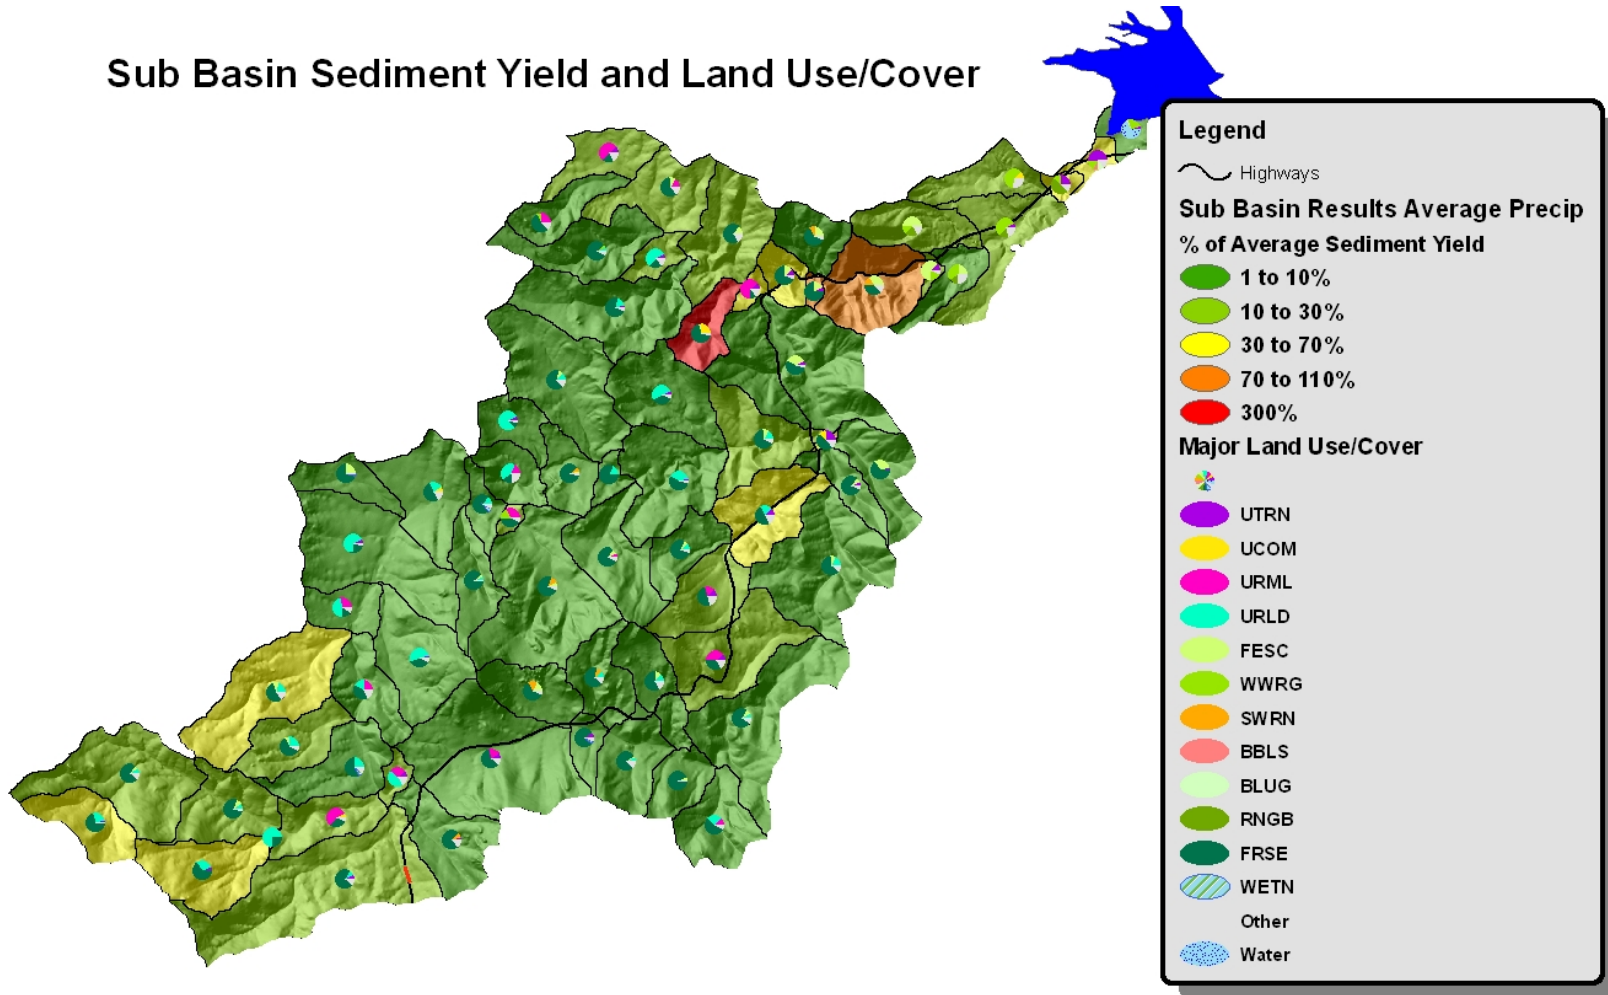 Sub Basin Sediment Yield and Land Use/Cover
Legend
Highways
Sub Basin Results Average Precip
% of Average Sediment Yield
1 to 10%
10 to 30%
30 to 70%
70 to 110%
300%
Major Land Use/Cover
UTRN
UCOM
URML
URLD
FESC
WWRG
SWRN
BBLS
BLUG
RNGB
FRSE
WETN
Other
Water